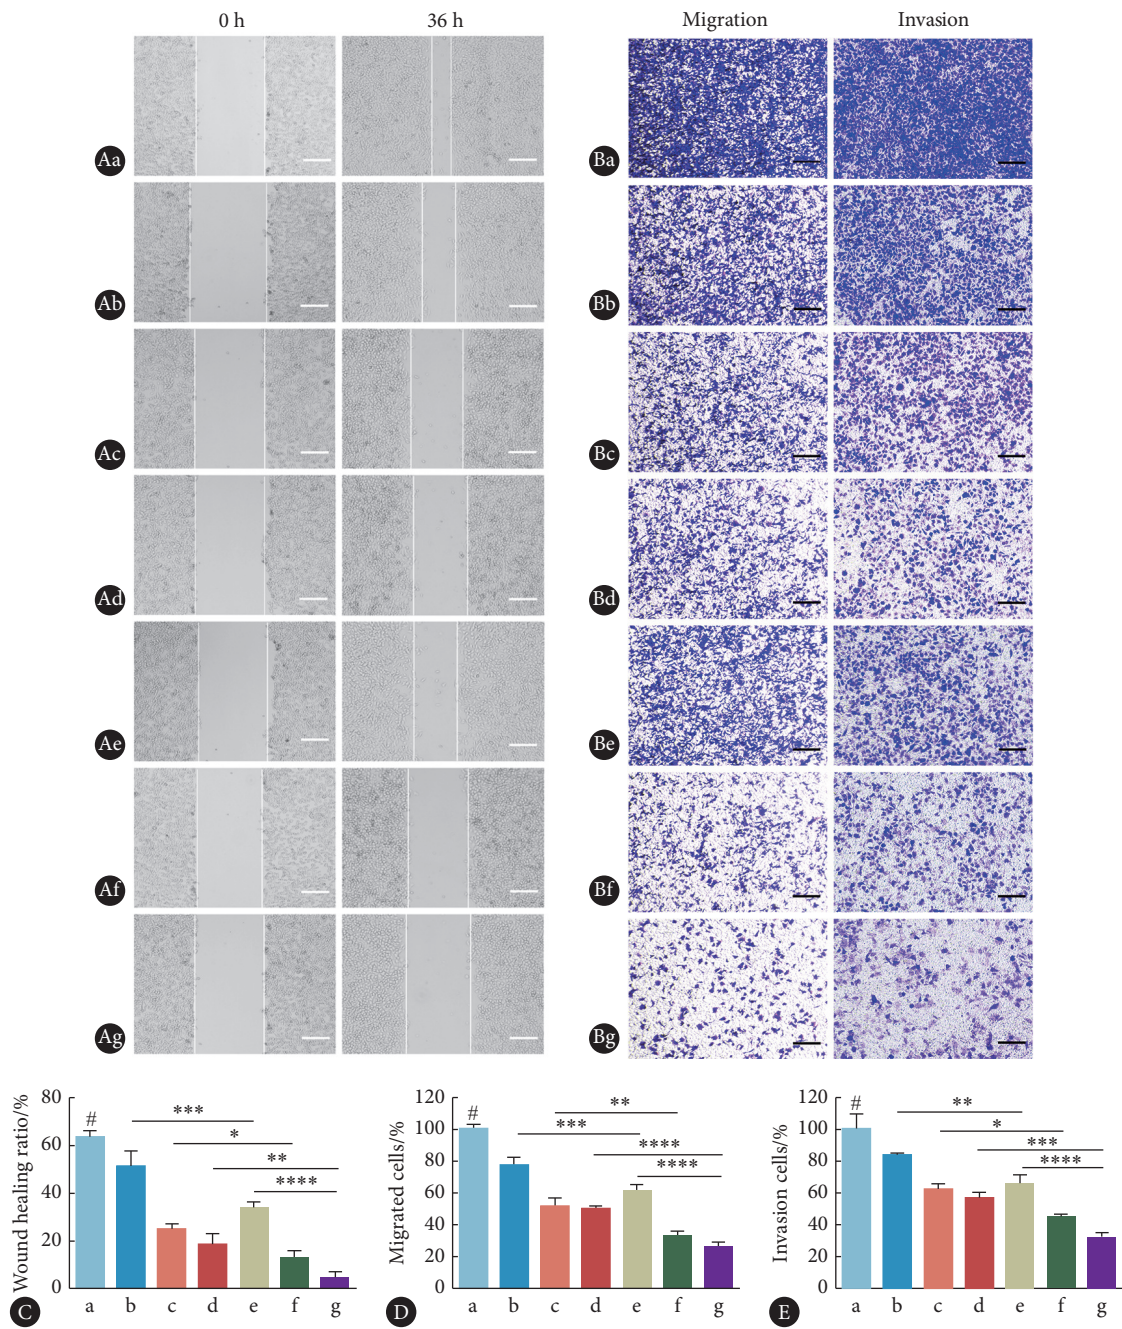 0 h 36 h Migration Invasion
Aa Ba
Ab Bb
Ac Bc
Ad Bd
Ae Be
Af Bf
Ag Bg
C
Wound healing ratio/%
80
60
40
20
0
#
***
*
**
****
a b c d e f g
D
Migrated cells/%
120
100
80
60
40
20
0
#
**
***
****
****
a b c d e f g
E
Invasion cells/%
120
100
80
60
40
20
0
#
**
*
***
****
a b c d e f g